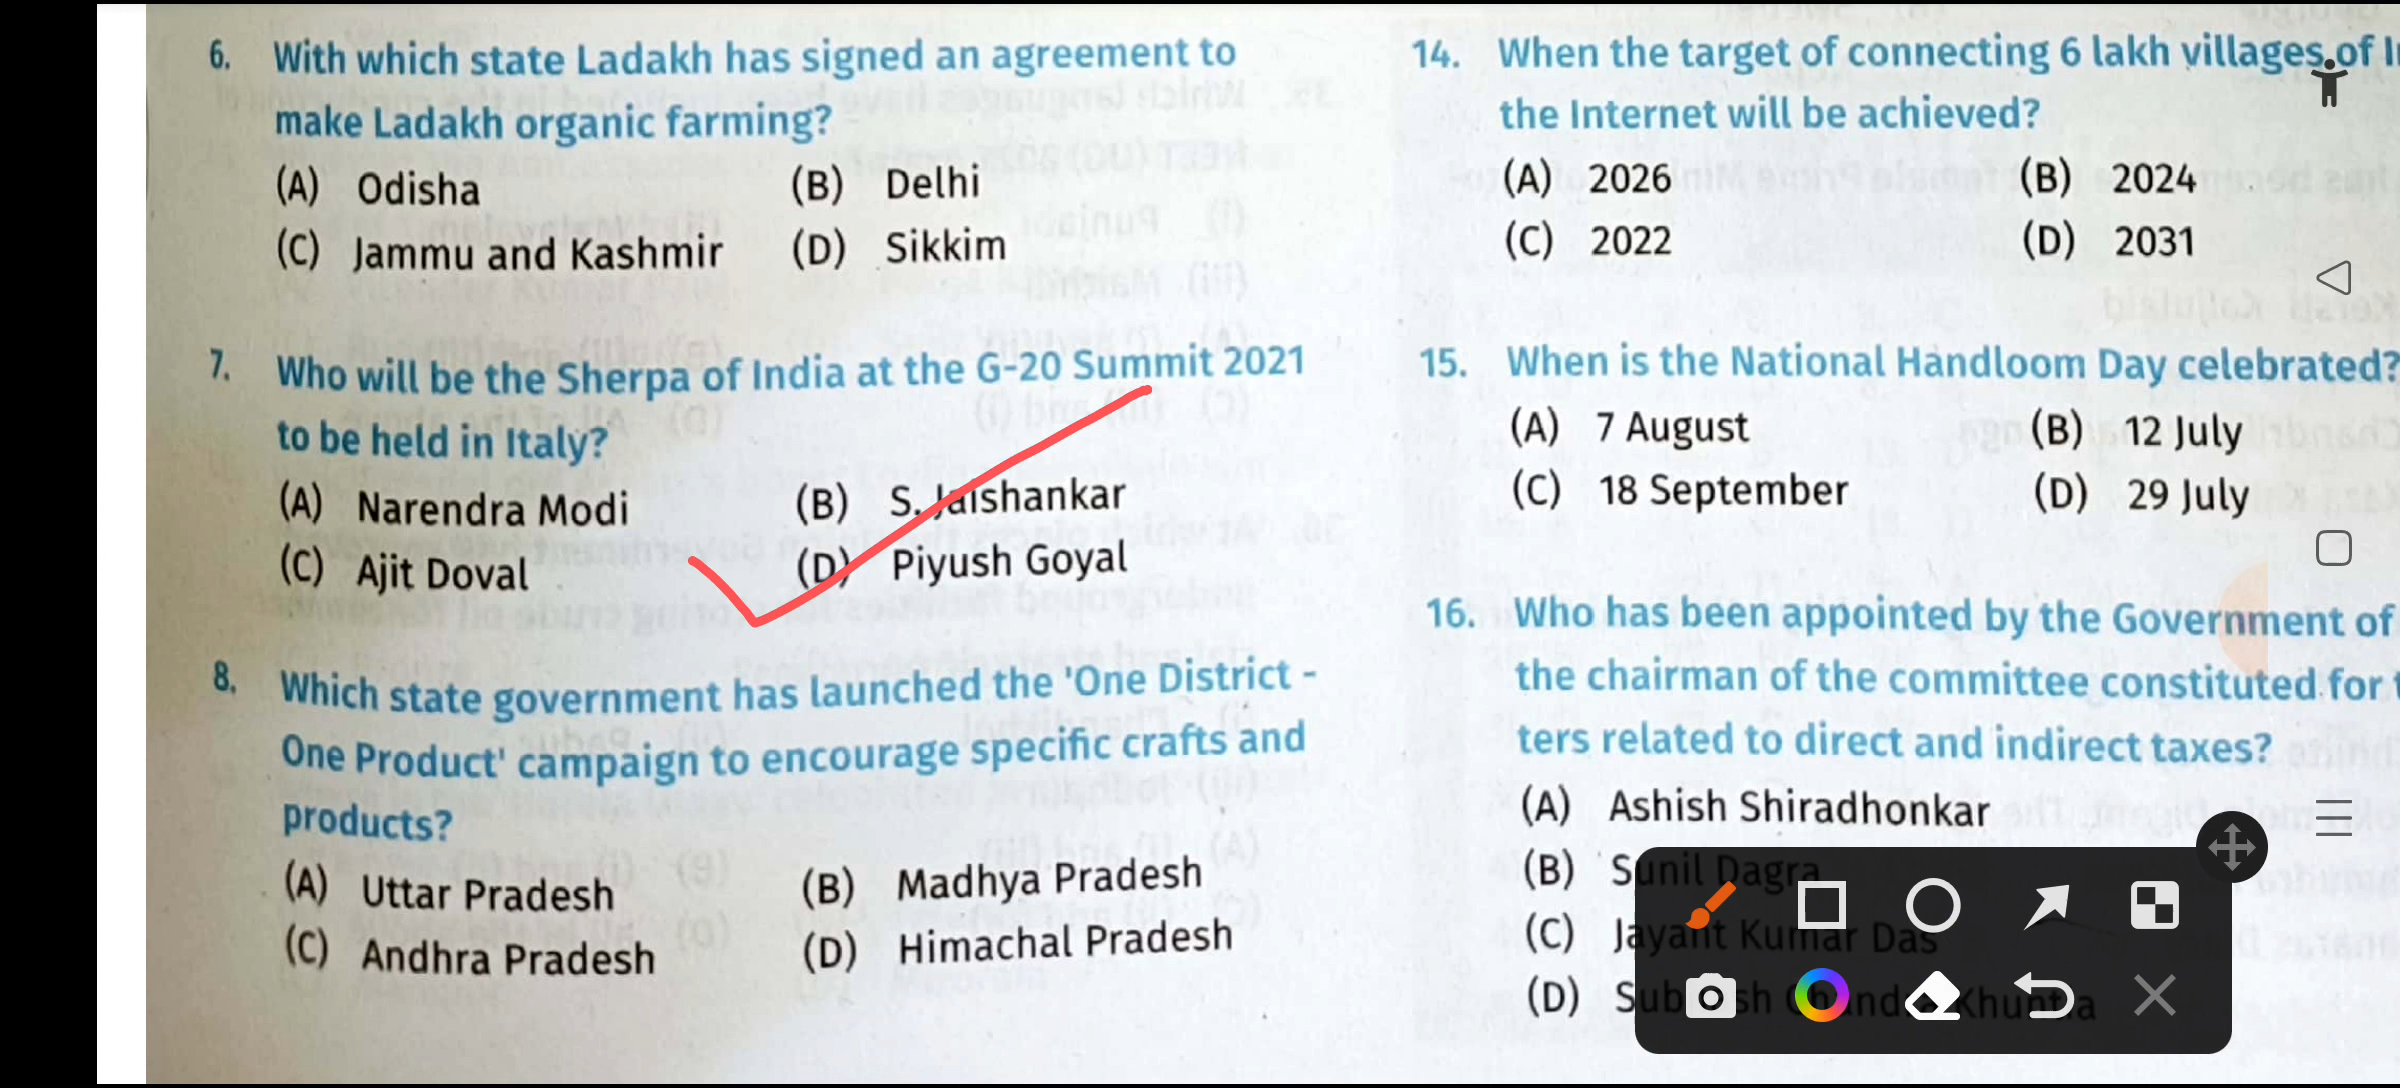 6. With which state Ladakh has signed an agreement to
make Ladakh organic farming?
(A) Odisha (B) Delhi
(C) Jammu and Kashmir (D) Sikkim
7. Who will be the Sherpa of India at the G-20 Summit 2021
to be held in Italy?
(A) Narendra Modi (B) S. Jaishankar
(C) Ajit Doval (D) Piyush Goyal
8. Which state government has launched the 'One District -
One Product' campaign to encourage specific crafts and
products?
(A) Uttar Pradesh (B) Madhya Pradesh
(C) Andhra Pradesh (D) Himachal Pradesh
14. When the target of connecting 6 lakh villages of
the Internet will be achieved?
(A) 2026 (B) 2024
(C) 2022 (D) 2031
15. When is the National Handloom Day celebrated?
(A) 7 August (B) 12 July
(C) 18 September (D) 29 July
16. Who has been appointed by the Government of
the chairman of the committee constituted for
ters related to direct and indirect taxes?
(A) Ashish Shiradhonkar
(B) Sunil Dagra
(C) Jayant Kumar Das
(D) Khuntia